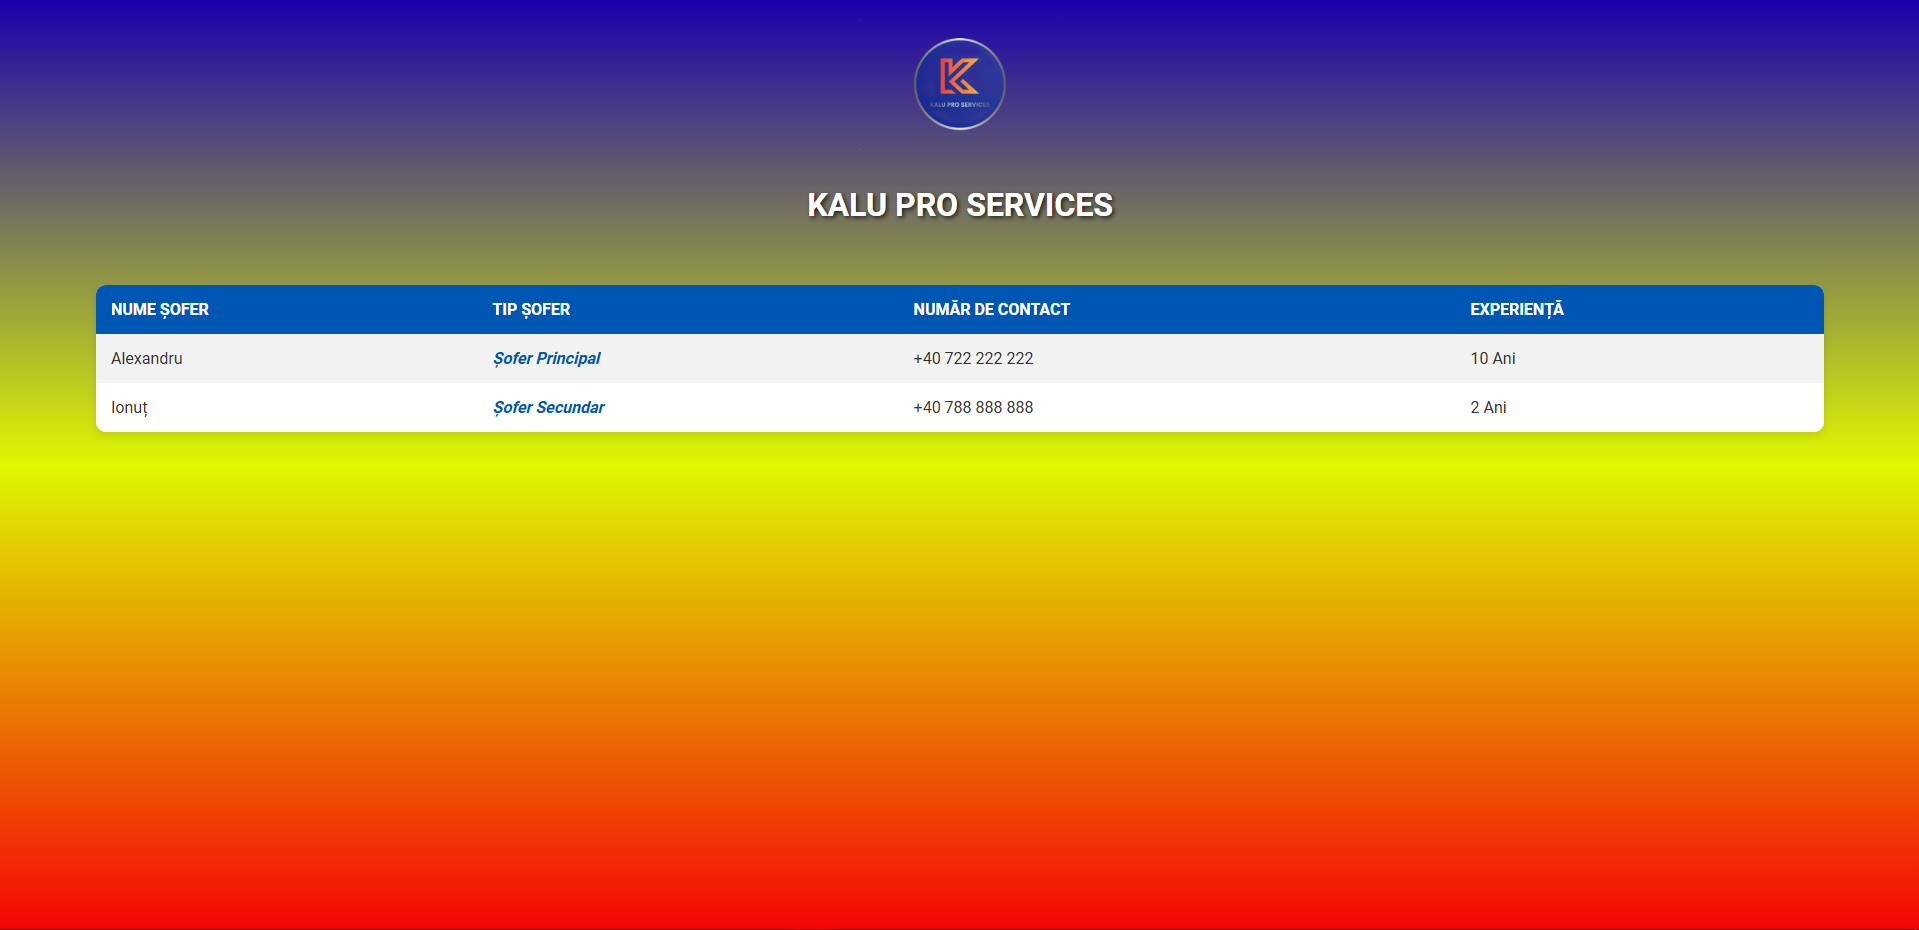 KALU PRO SERVICES
KALU PRO SERVICES
NUME ȘOFER TIP ȘOFER NUMĂR DE CONTACT EXPERIENȚĂ
Alexandru Șofer Principal +40 722 222 222 10 Ani
Ionuț Șofer Secundar +40 788 888 888 2 Ani